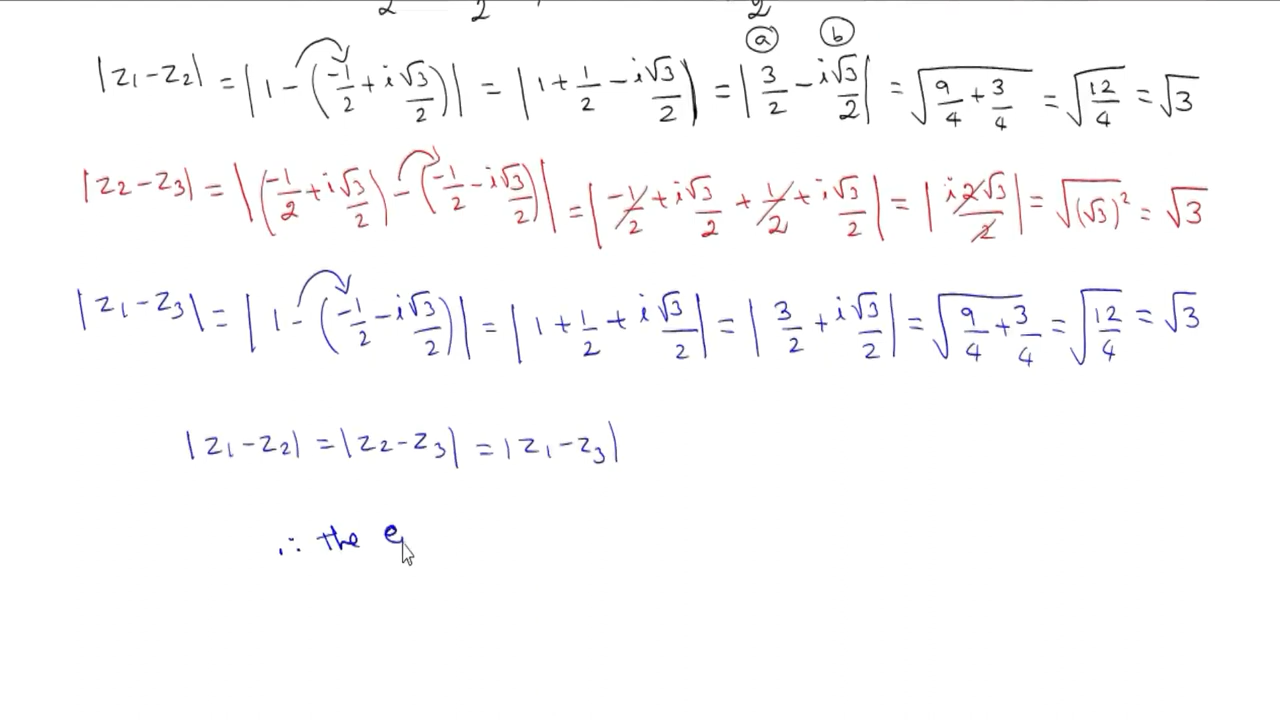 2 2 2
ⓐ ⓑ
|z1 − z2| = |1 − (−1/2 + i√3/2)| = |1 + 1/2 − i√3/2| = |3/2 − i√3/2| = √(9/4 + 3/4) = √(12/4) = √3
|z2 − z3| = |(−1/2 + i√3/2) − (−1/2 − i√3/2)| = |−1/2 + i√3/2 + 1/2 + i√3/2| = |i2√3/2| = √((√3)²) = √3
|z1 − z3| = |1 − (−1/2 − i√3/2)| = |1 + 1/2 + i√3/2| = |3/2 + i√3/2| = √(9/4 + 3/4) = √(12/4) = √3
|z1 − z2| = |z2 − z3| = |z1 − z3|
∴ the e